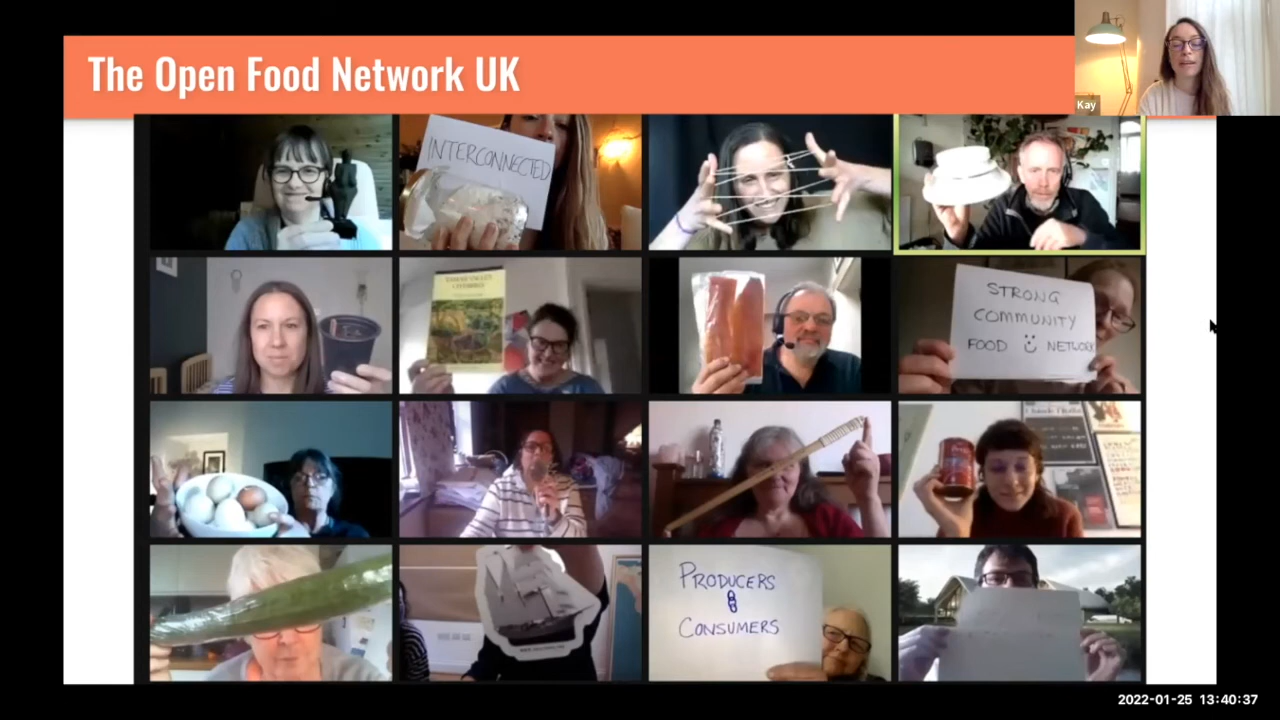 The Open Food Network UK
Kay
INTERCONNECTED
STRONG
COMMUNITY
FOOD NETWORK
PRODUCERS
&
CONSUMERS
2022-01-25 13:40:37